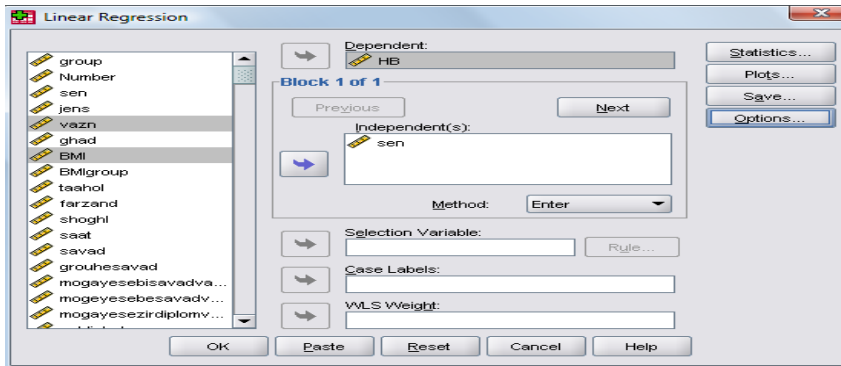 Linear Regression
group
Number
sen
jens
vazn
ghad
BMI
BMIgroup
taahol
farzand
shoghl
saat
savad
grouhesavad
mogayesebisavadva...
mogeyesebesavadv...
mogayesezirdiplomv...
Dependent:
HB
Block 1 of 1
Previous
Next
Independent(s):
sen
Method:
Enter
Selection Variable:
Rule...
Case Labels:
WLS Weight:
Statistics...
Plots...
Save...
Options...
OK
Paste
Reset
Cancel
Help